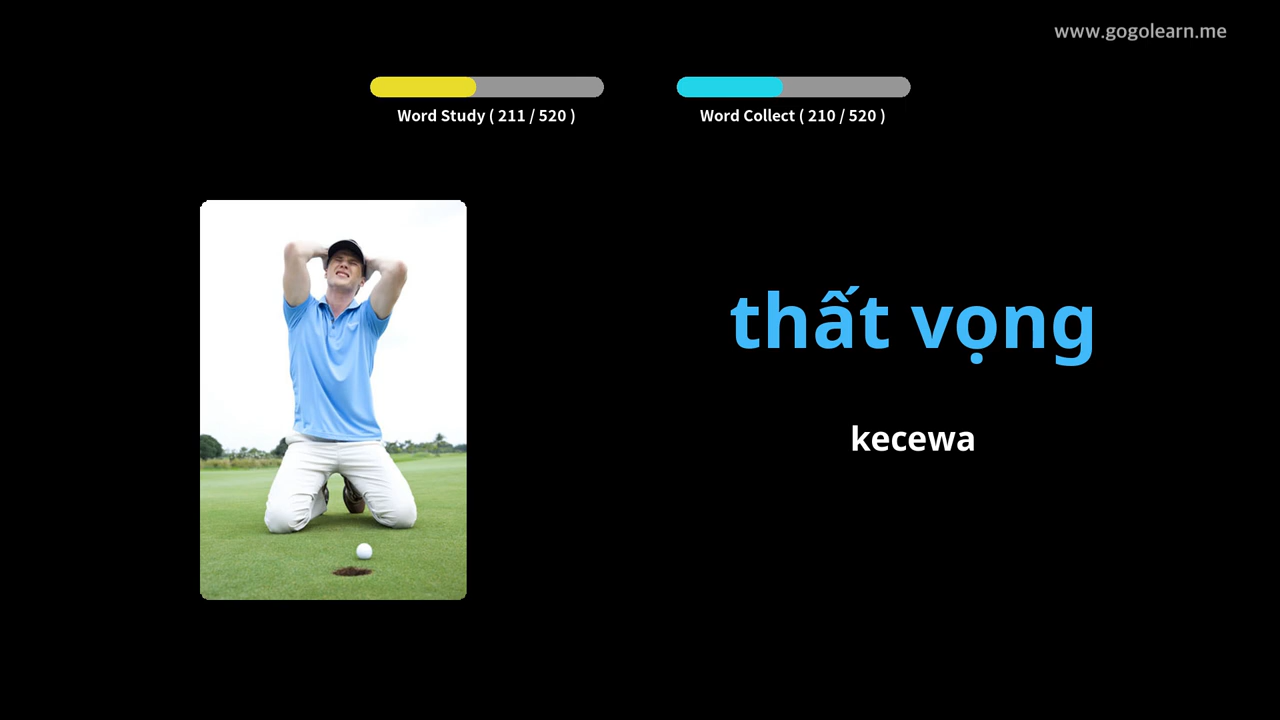 www.gogolearn.me
Word Study ( 211 / 520 )
Word Collect ( 210 / 520 )
thất vọng
kecewa